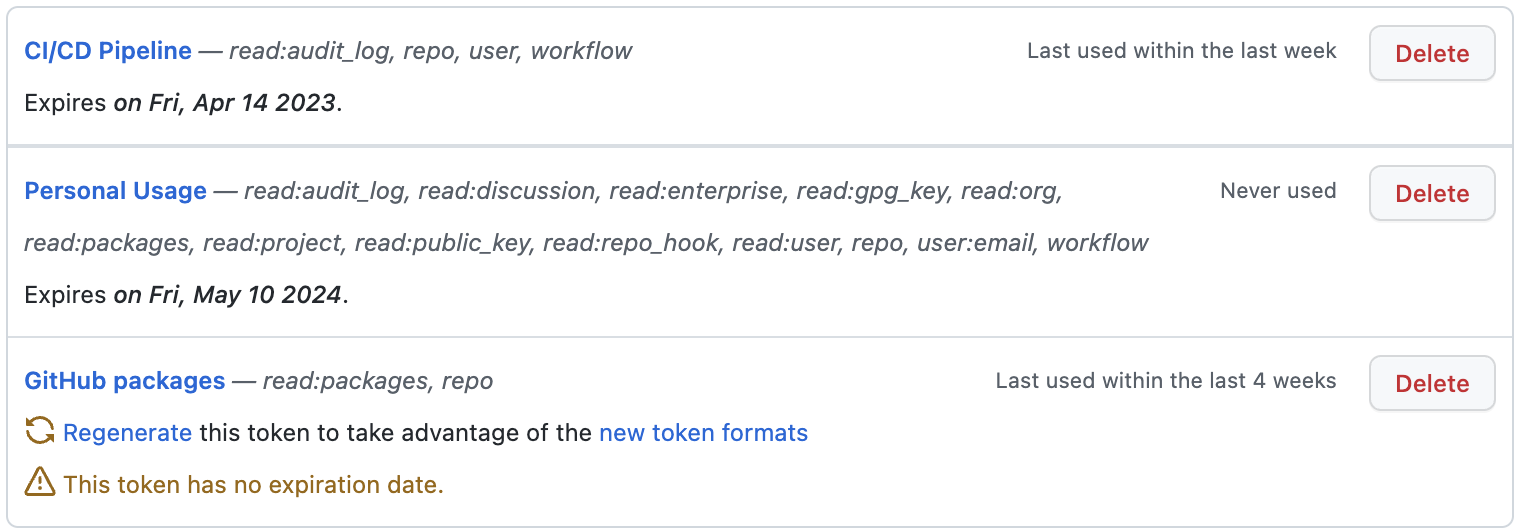 CI/CD Pipeline — read:audit_log, repo, user, workflow Last used within the last week Delete
Expires on Fri, Apr 14 2023.
Personal Usage — read:audit_log, read:discussion, read:enterprise, read:gpg_key, read:org, Never used Delete
read:packages, read:project, read:public_key, read:repo_hook, read:user, repo, user:email, workflow
Expires on Fri, May 10 2024.
GitHub packages — read:packages, repo Last used within the last 4 weeks Delete
Regenerate this token to take advantage of the new token formats
This token has no expiration date.